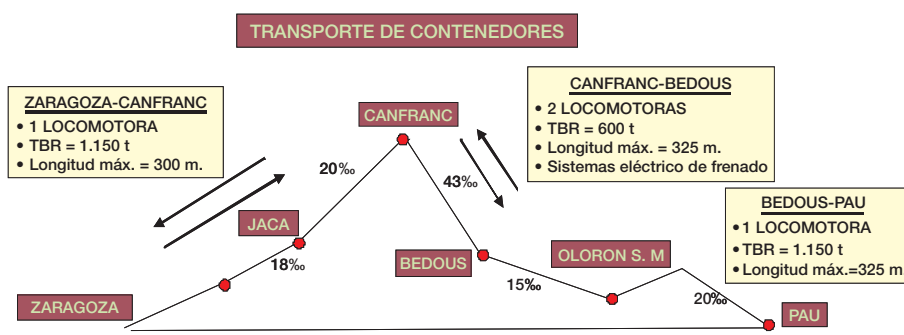 TRANSPORTE DE CONTENEDORES
ZARAGOZA-CANFRANC
• 1 LOCOMOTORA
• TBR = 1.150 t
• Longitud máx. = 300 m.
CANFRANC-BEDOUS
• 2 LOCOMOTORAS
• TBR = 600 t
• Longitud máx. = 325 m.
• Sistemas eléctrico de frenado
BEDOUS-PAU
• 1 LOCOMOTORA
• TBR = 1.150 t
• Longitud máx.=325 m.
CANFRANC
20‰
43‰
JACA
18‰
BEDOUS
OLORON S. M
15‰
20‰
ZARAGOZA
PAU